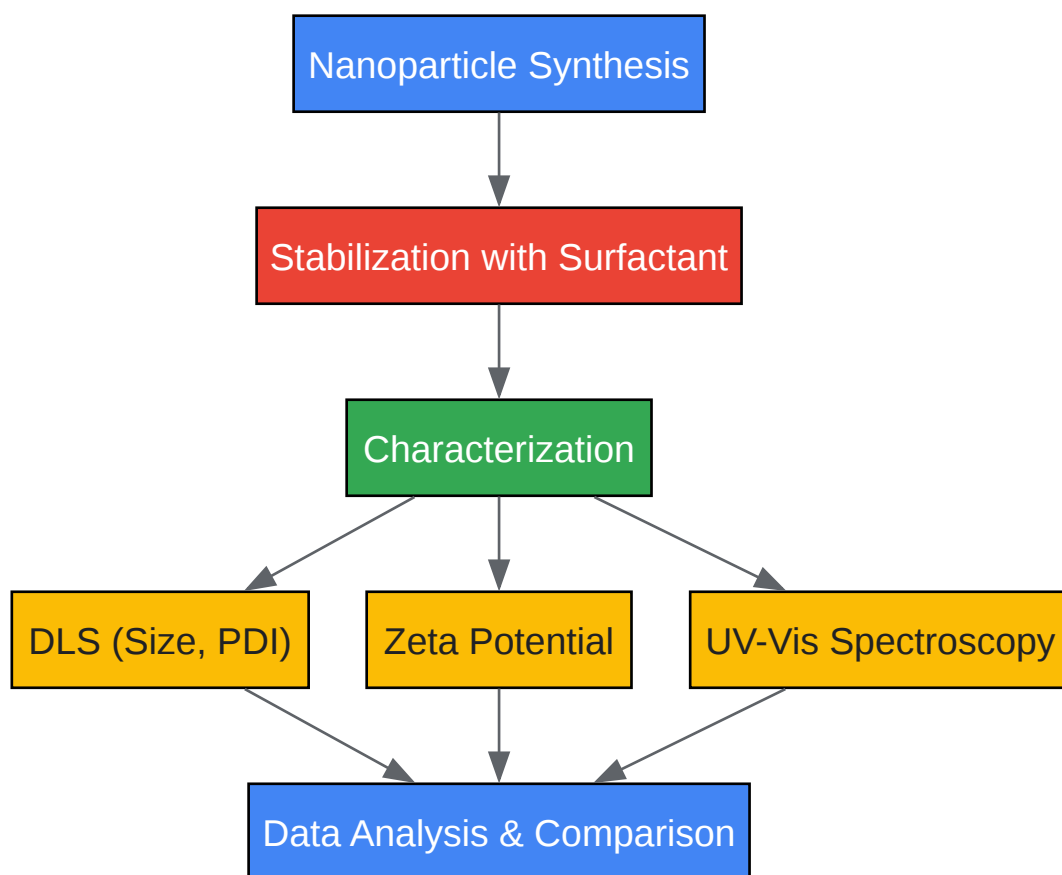 Nanoparticle Synthesis
Stabilization with Surfactant
Characterization
DLS (Size, PDI)
Zeta Potential
UV-Vis Spectroscopy
Data Analysis & Comparison